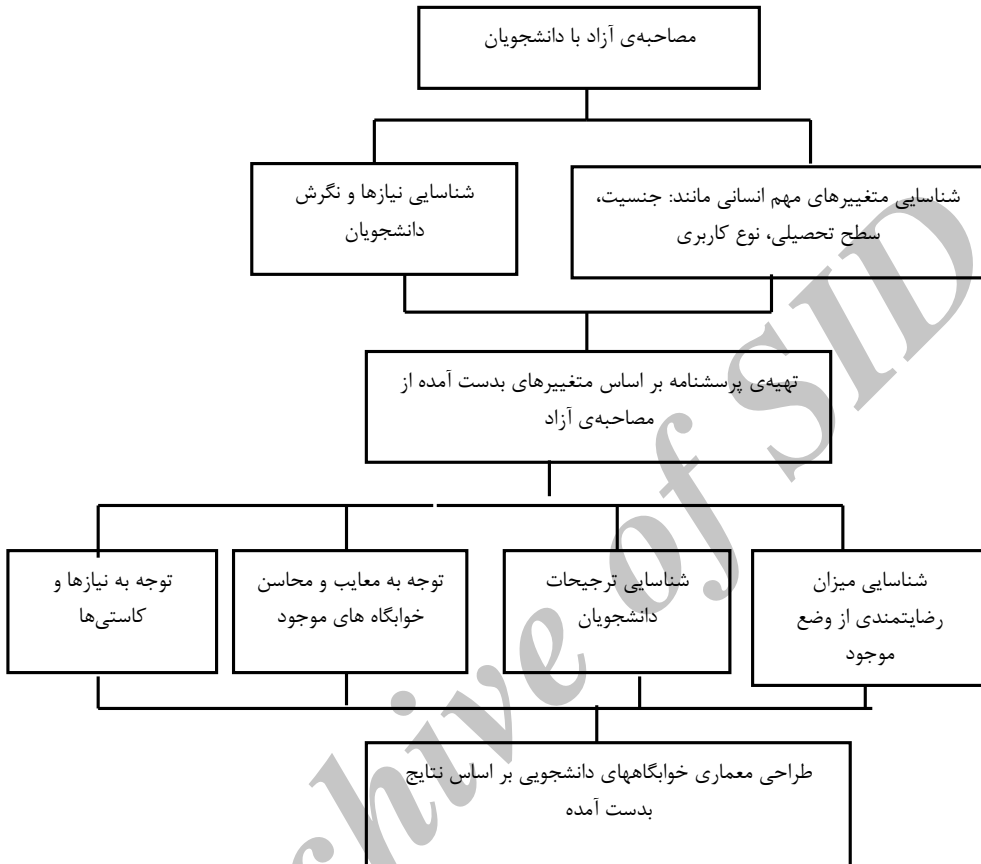 مصاحبه‌ی آزاد با دانشجویان
شناسایی متغییرهای مهم انسانی مانند: جنسیت،
سطح تحصیلی، نوع کاربری
شناسایی نیازها و نگرش
دانشجویان
تهیه‌ی پرسشنامه بر اساس متغییرهای بدست آمده از
مصاحبه‌ی آزاد
شناسایی میزان
رضایتمندی از وضع
موجود
شناسایی ترجیحات
دانشجویان
توجه به معایب و محاسن
خوابگاه های موجود
توجه به نیازها و
کاستی‌ها
طراحی معماری خوابگاههای دانشجویی بر اساس نتایج
بدست آمده
chive of SID